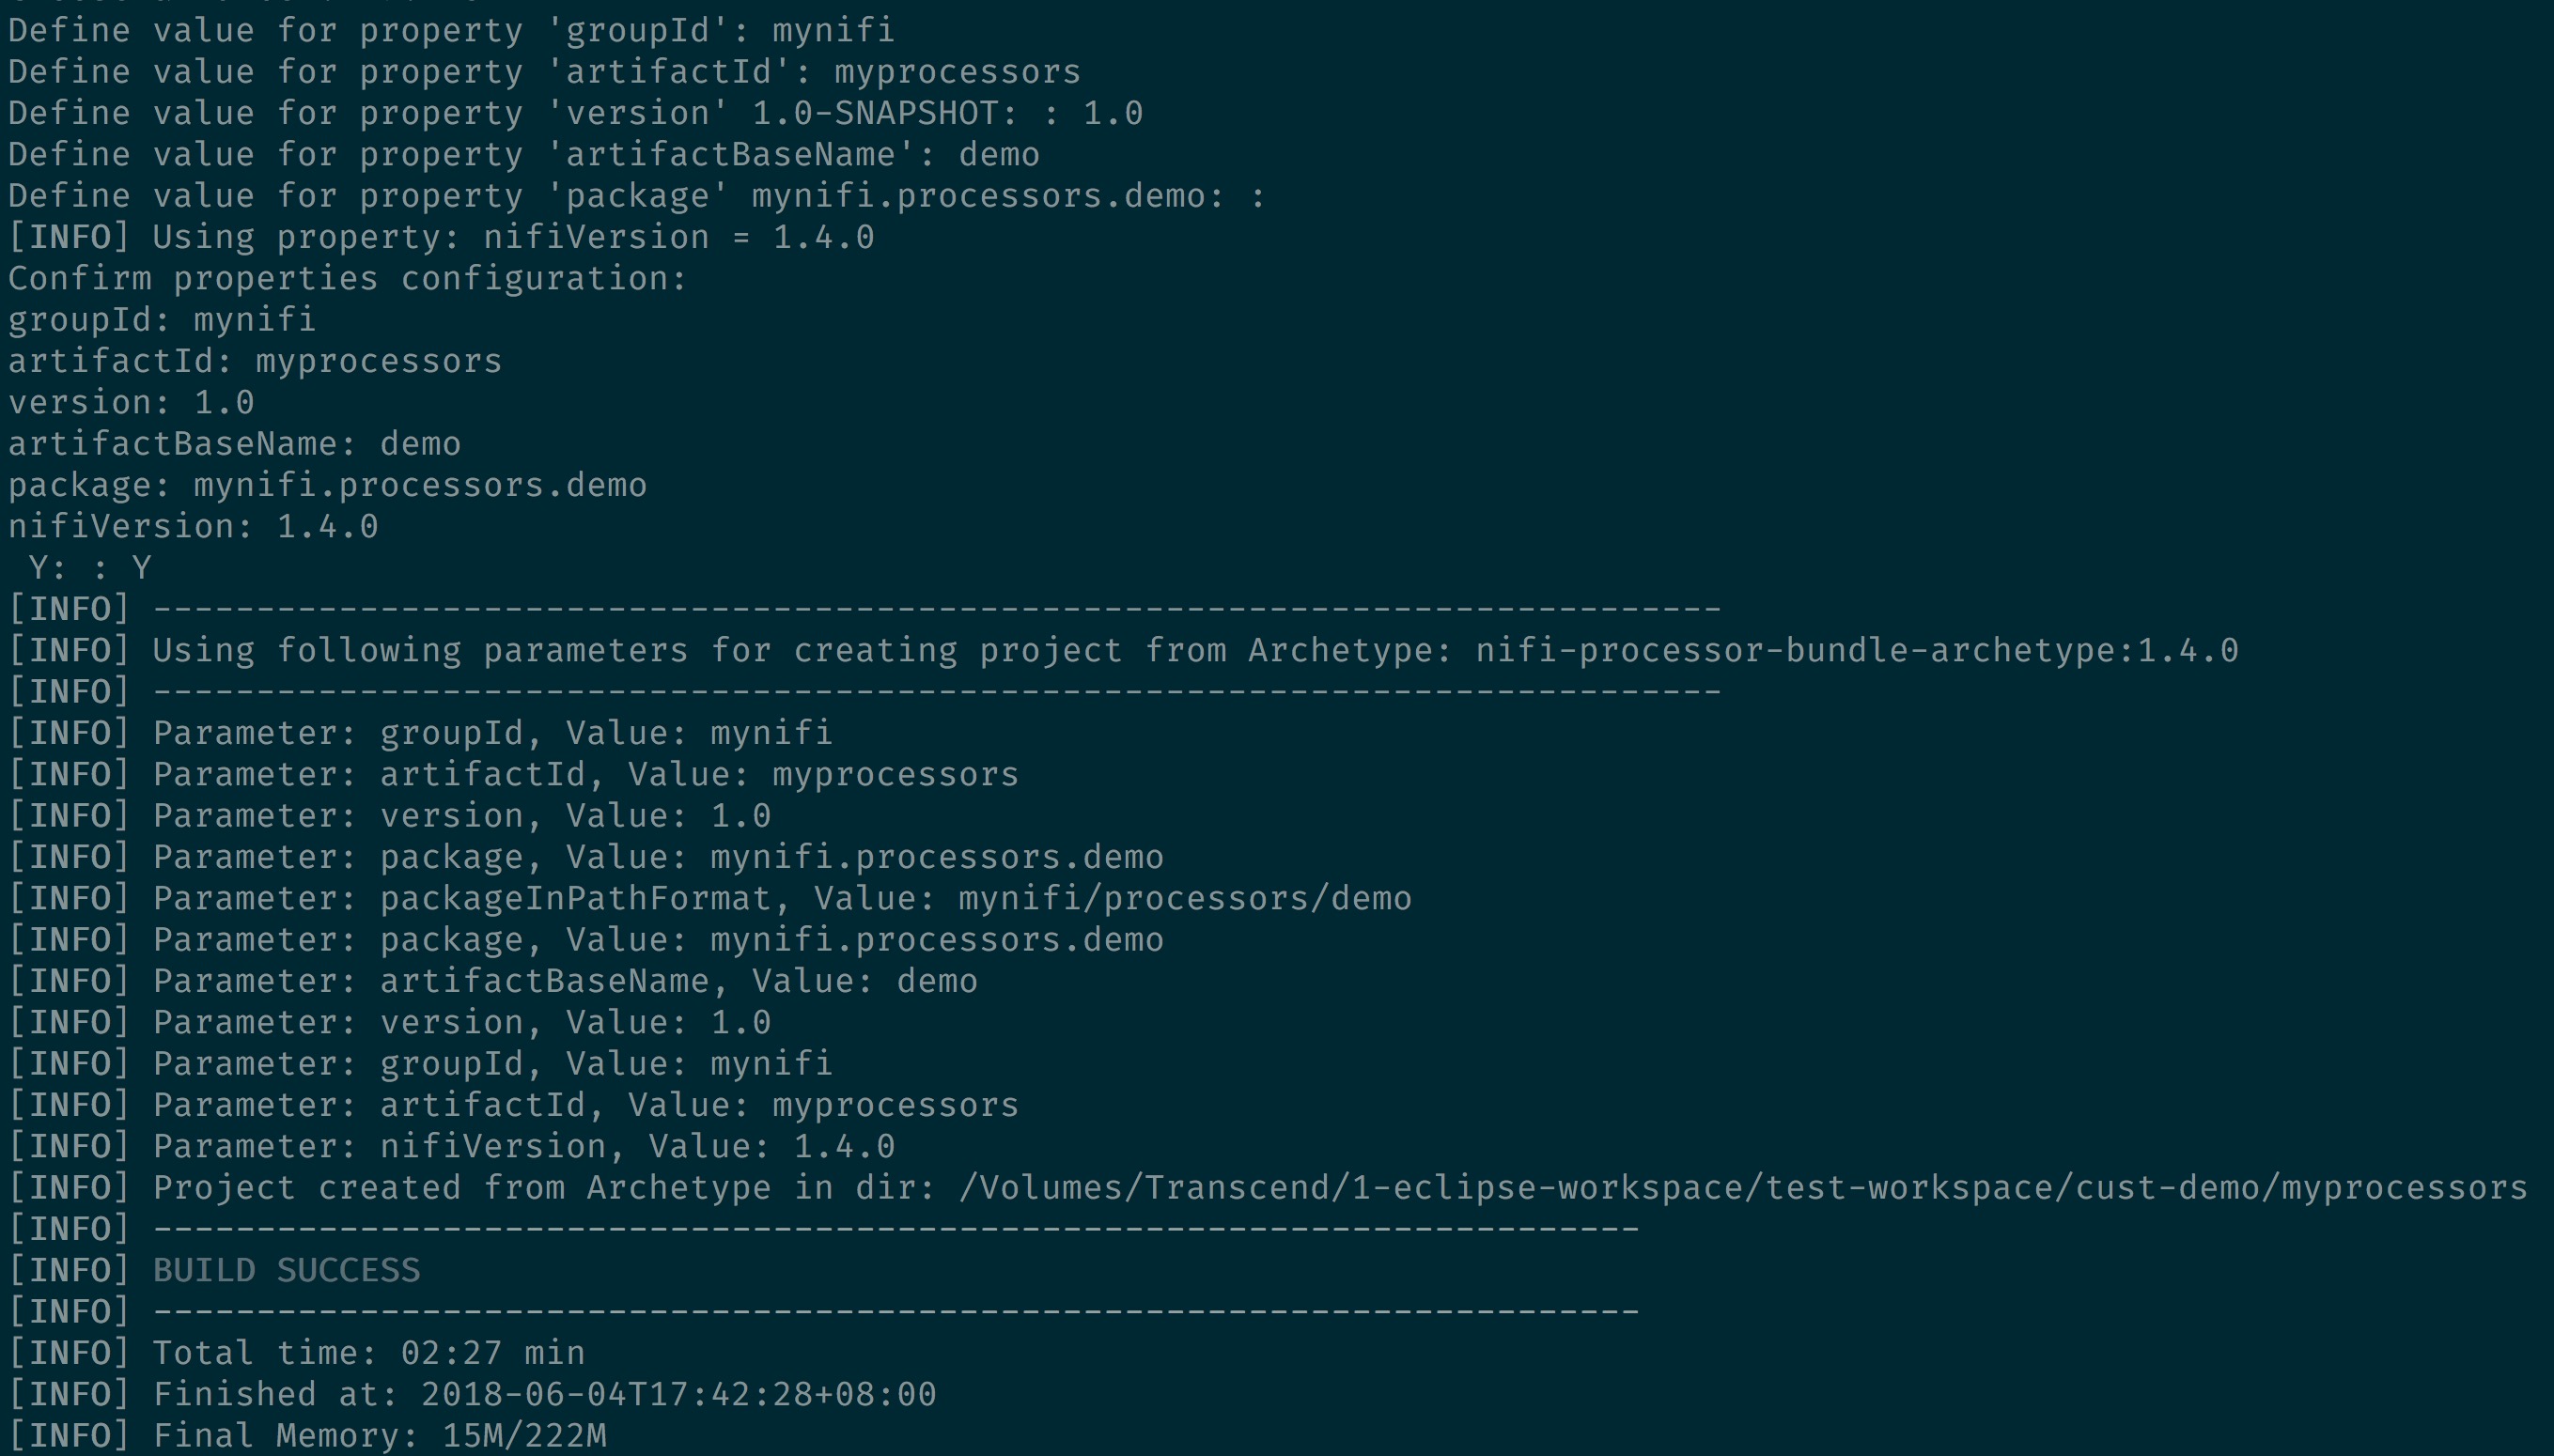 Define value for property 'groupId': mynifi
Define value for property 'artifactId': myprocessors
Define value for property 'version' 1.0-SNAPSHOT: : 1.0
Define value for property 'artifactBaseName': demo
Define value for property 'package' mynifi.processors.demo: :
[INFO] Using property: nifiVersion = 1.4.0
Confirm properties configuration:
groupId: mynifi
artifactId: myprocessors
version: 1.0
artifactBaseName: demo
package: mynifi.processors.demo
nifiVersion: 1.4.0
 Y: : Y
[INFO] ----------------------------------------------------------------------------
[INFO] Using following parameters for creating project from Archetype: nifi-processor-bundle-archetype:1.4.0
[INFO] ----------------------------------------------------------------------------
[INFO] Parameter: groupId, Value: mynifi
[INFO] Parameter: artifactId, Value: myprocessors
[INFO] Parameter: version, Value: 1.0
[INFO] Parameter: package, Value: mynifi.processors.demo
[INFO] Parameter: packageInPathFormat, Value: mynifi/processors/demo
[INFO] Parameter: package, Value: mynifi.processors.demo
[INFO] Parameter: artifactBaseName, Value: demo
[INFO] Parameter: version, Value: 1.0
[INFO] Parameter: groupId, Value: mynifi
[INFO] Parameter: artifactId, Value: myprocessors
[INFO] Parameter: nifiVersion, Value: 1.4.0
[INFO] Project created from Archetype in dir: /Volumes/Transcend/1-eclipse-workspace/test-workspace/cust-demo/myprocessors
[INFO] ------------------------------------------------------------------------
[INFO] BUILD SUCCESS
[INFO] ------------------------------------------------------------------------
[INFO] Total time: 02:27 min
[INFO] Finished at: 2018-06-04T17:42:28+08:00
[INFO] Final Memory: 15M/222M